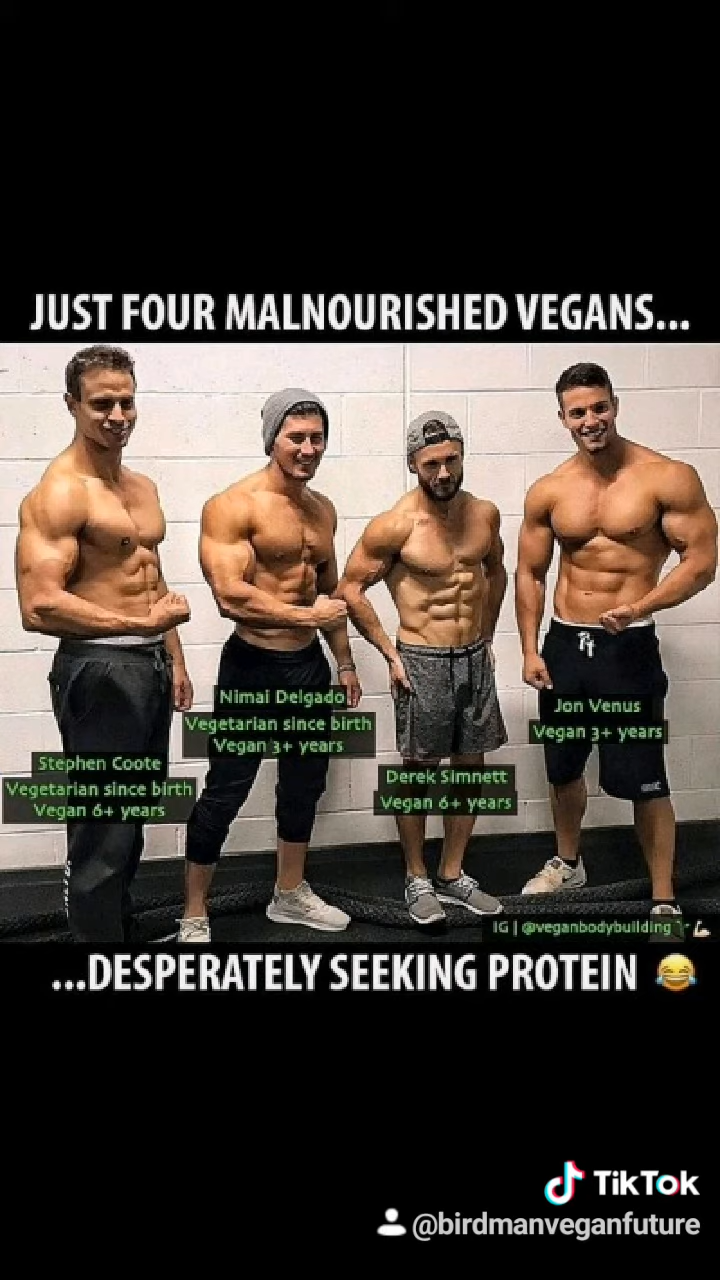 JUST FOUR MALNOURISHED VEGANS...
Stephen Coote
Vegetarian since birth
Vegan 6+ years
Nimai Delgado
Vegetarian since birth
Vegan 3+ years
Derek Simnett
Vegan 6+ years
Jon Venus
Vegan 3+ years
IG | @veganbodybuilding
...DESPERATELY SEEKING PROTEIN 😂
TikTok
@birdmanveganfuture